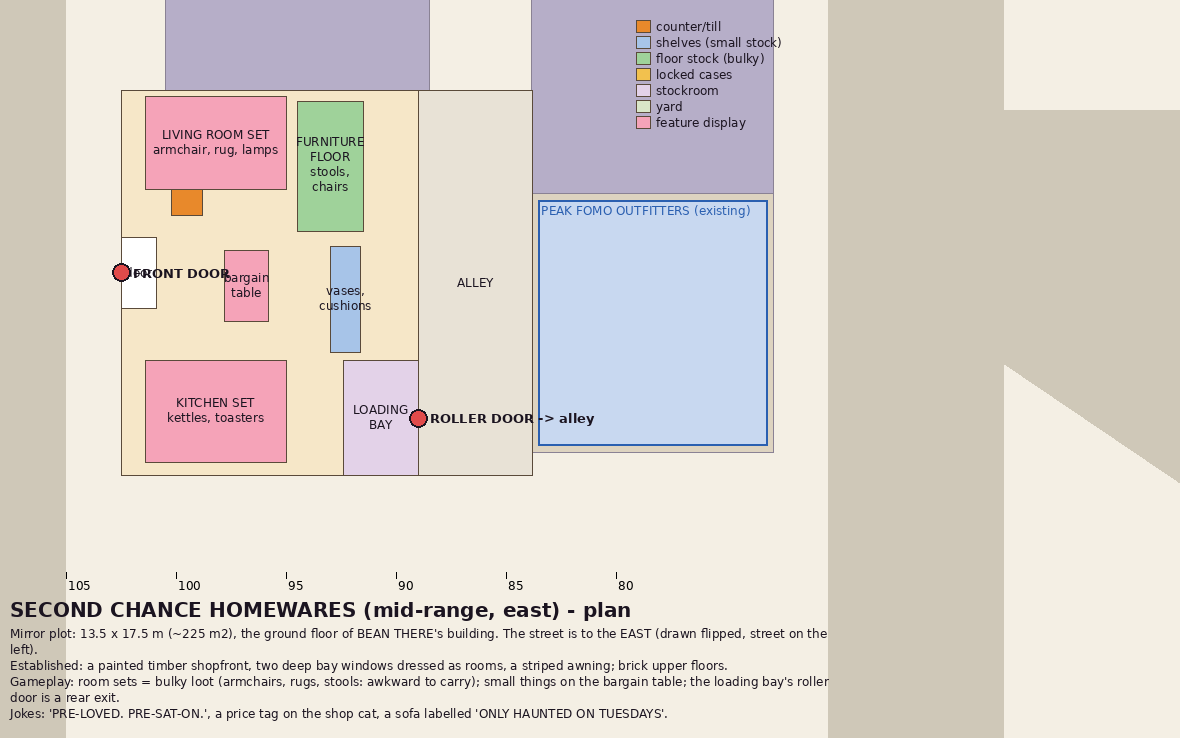 counter/till
shelves (small stock)
floor stock (bulky)
locked cases
stockroom
yard
feature display
LIVING ROOM SET
armchair, rug, lamps
FURNITURE
FLOOR
stools,
chairs
PEAK FOMO OUTFITTERS (existing)
FRONT DOOR
bargain
table
vases,
cushions
ALLEY
KITCHEN SET
kettles, toasters
LOADING
BAY
ROLLER DOOR -> alley
105
100
95
90
85
80
SECOND CHANCE HOMEWARES (mid-range, east) - plan
Mirror plot: 13.5 x 17.5 m (~225 m2), the ground floor of BEAN THERE's building. The street is to the EAST (drawn flipped, street on the
left).
Established: a painted timber shopfront, two deep bay windows dressed as rooms, a striped awning; brick upper floors.
Gameplay: room sets = bulky loot (armchairs, rugs, stools: awkward to carry); small things on the bargain table; the loading bay's roller
door is a rear exit.
Jokes: 'PRE-LOVED. PRE-SAT-ON.', a price tag on the shop cat, a sofa labelled 'ONLY HAUNTED ON TUESDAYS'.